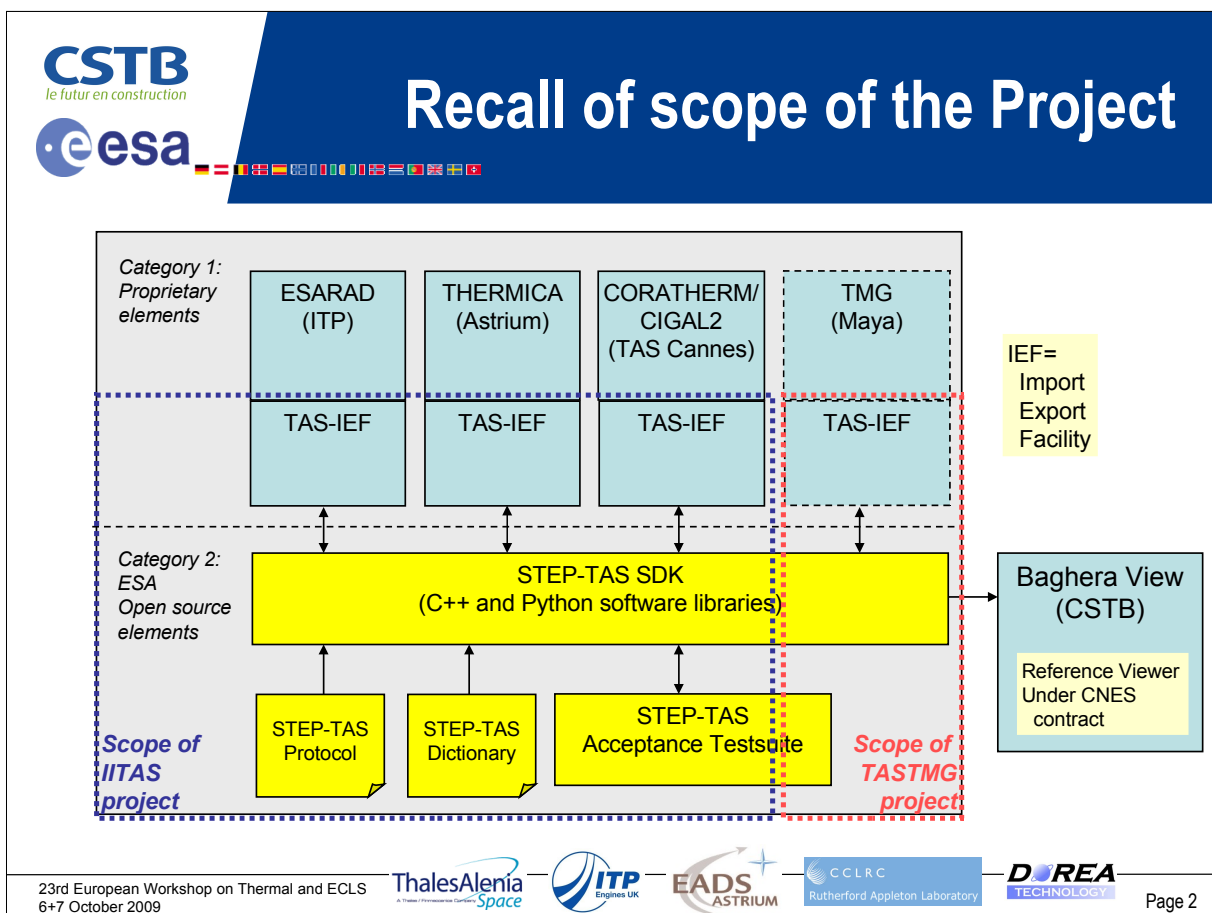 CSTB
le futur en construction
esa
Recall of scope of the Project
Category 1:
Proprietary
elements
ESARAD
(ITP)
THERMICA
(Astrium)
CORATHERM/
CIGAL2
(TAS Cannes)
TMG
(Maya)
IEF=
Import
Export
Facility
TAS-IEF
TAS-IEF
TAS-IEF
TAS-IEF
Category 2:
ESA
Open source
elements
STEP-TAS SDK
(C++ and Python software libraries)
Baghera View
(CSTB)
Reference Viewer
Under CNES
contract
STEP-TAS
Protocol
STEP-TAS
Dictionary
STEP-TAS
Acceptance Testsuite
Scope of
IITAS
project
Scope of
TASTMG
project
23rd European Workshop on Thermal and ECLS
6+7 October 2009
ThalesAlenia
A Thales / Finmeccanica Company Space
ITP
Engines UK
EADS
ASTRIUM
CCLRC
Rutherford Appleton Laboratory
DOREA
TECHNOLOGY
Page 2